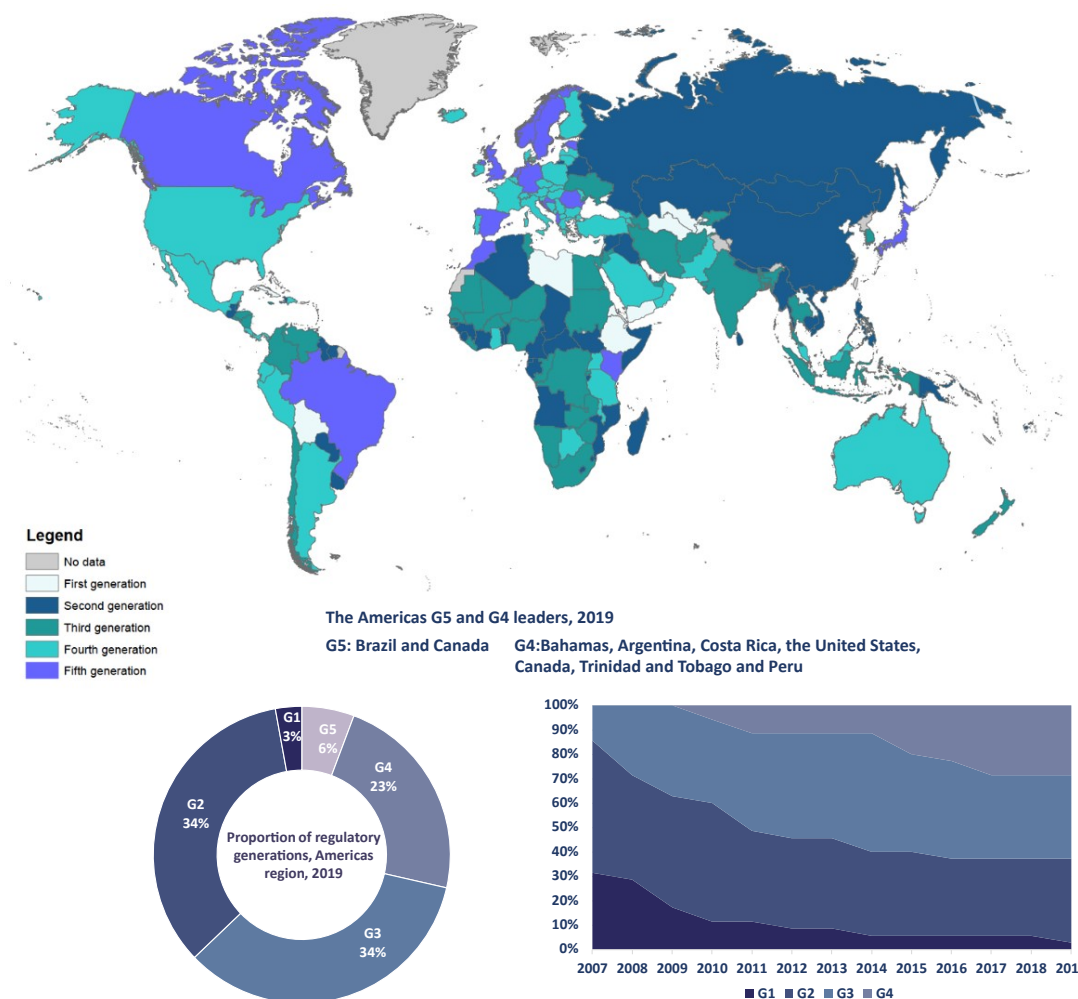 Legend
No data
First generation
Second generation
Third generation
Fourth generation
Fifth generation
The Americas G5 and G4 leaders, 2019
G5: Brazil and Canada
G4:Bahamas, Argentina, Costa Rica, the United States,
Canada, Trinidad and Tobago and Peru
G1
3%
G5
6%
G4
23%
G2
34%
Proportion of regulatory
generations, Americas
region, 2019
G3
34%
100%
90%
80%
70%
60%
50%
40%
30%
20%
10%
0%
2007 2008 2009 2010 2011 2012 2013 2014 2015 2016 2017 2018 201
G1 G2 G3 G4